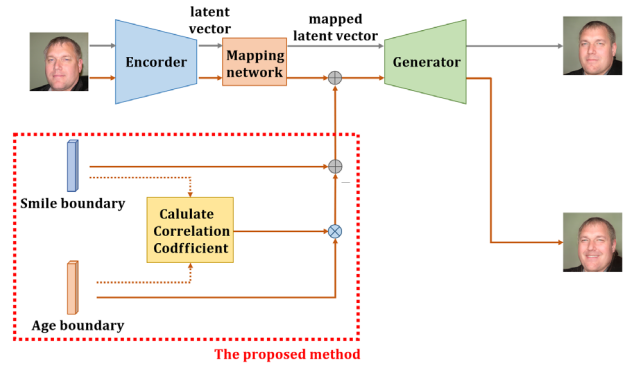 latent
vector
mapped
latent vector
Encorder
Mapping
network
Generator
Smile boundary
Calulate
Correlation
Codfficient
Age boundary
The proposed method